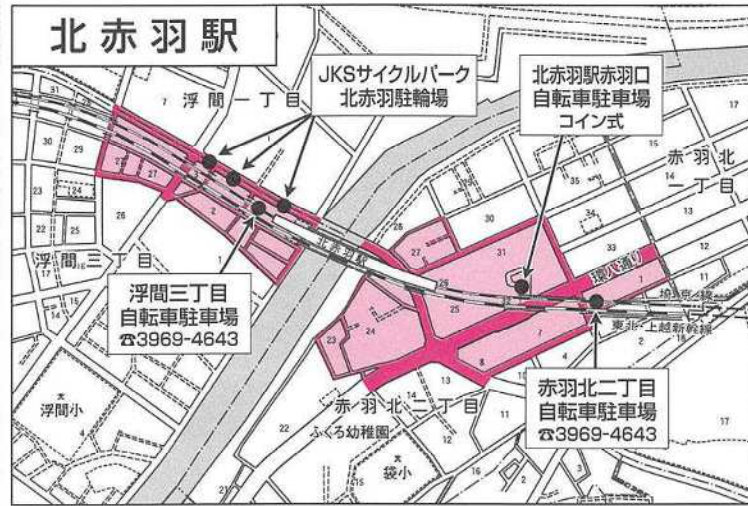 北赤羽駅
JKSサイクルパーク
北赤羽駐輪場
北赤羽駅赤羽口
自転車駐車場
コイン式
浮間一丁目
赤羽北
一丁目
浮間三丁目
北赤羽駅
環八通り
埼京線
東北・上越新幹線
浮間三丁目
自転車駐車場
☎3969-4643
赤羽北二丁目
自転車駐車場
☎3969-4643
赤羽北二丁目
ふくろ幼稚園
浮間小
袋小